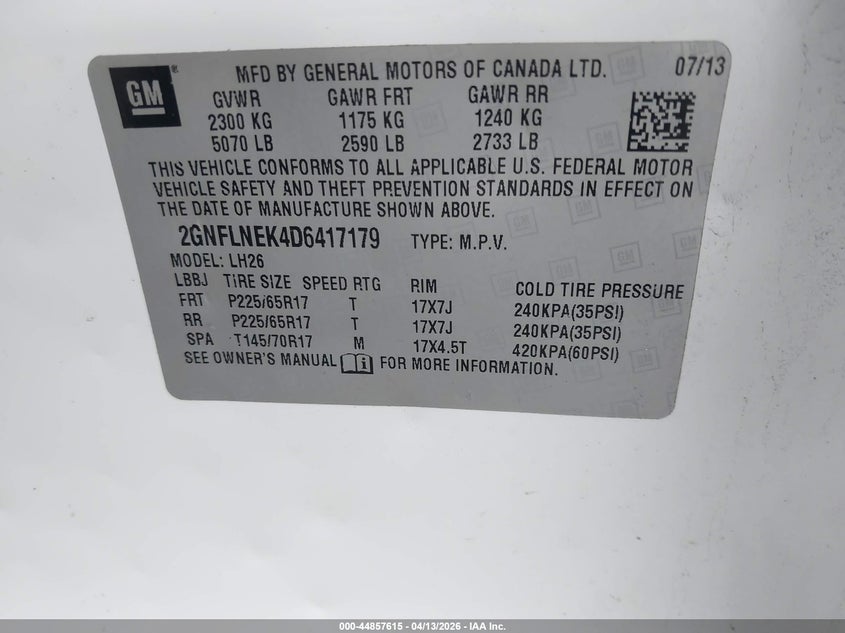 GM ® MFD BY GENERAL MOTORS OF CANADA LTD. 07/13
GVWR GAWR FRT GAWR RR
2300 KG 1175 KG 1240 KG
5070 LB 2590 LB 2733 LB
THIS VEHICLE CONFORMS TO ALL APPLICABLE U.S. FEDERAL MOTOR
VEHICLE SAFETY AND THEFT PREVENTION STANDARDS IN EFFECT ON
THE DATE OF MANUFACTURE SHOWN ABOVE.
2GNFLNEK4D6417179 TYPE: M.P.V.
MODEL: LH26
LBBJ TIRE SIZE SPEED RTG RIM COLD TIRE PRESSURE
FRT P225/65R17 T 17X7J 240KPA(35PSI)
RR P225/65R17 T 17X7J 240KPA(35PSI)
SPA T145/70R17 M 17X4.5T 420KPA(60PSI)
SEE OWNER'S MANUAL i FOR MORE INFORMATION.
000-44857615 - 04/13/2026 - IAA Inc.